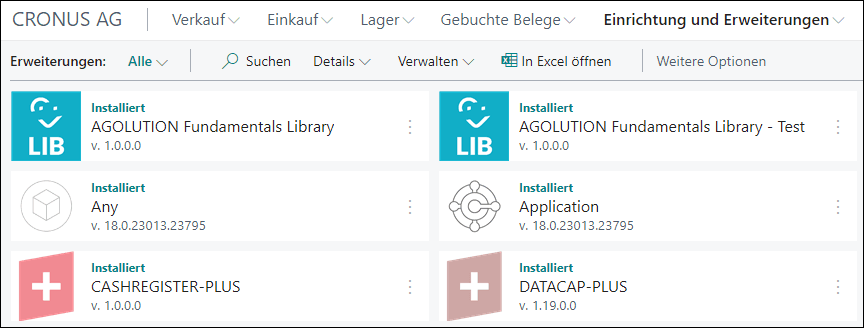 CRONUS AG Verkauf Einkauf Lager Gebuchte Belege Einrichtung und Erweiterungen
Erweiterungen: Alle Suchen Details Verwalten In Excel öffnen Weitere Optionen
LIB
Installiert
AGOLUTION Fundamentals Library
v. 1.0.0.0
LIB
Installiert
AGOLUTION Fundamentals Library - Test
v. 1.0.0.0
Installiert
Any
v. 18.0.23013.23795
Installiert
Application
v. 18.0.23013.23795
Installiert
CASHREGISTER-PLUS
v. 1.0.0.0
Installiert
DATACAP-PLUS
v. 1.19.0.0